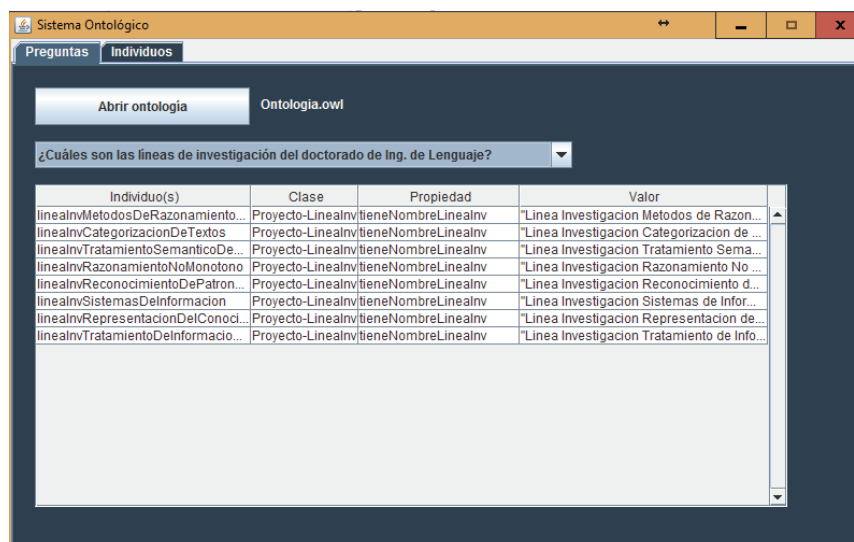 Sistema Ontológico
Preguntas Individuos
Abrir ontología Ontologia.owl
¿Cuáles son las líneas de investigación del doctorado de Ing. de Lenguaje?
Individuo(s) Clase Propiedad Valor
lineaInvMetodosDeRazonamiento... Proyecto-LineaInv tieneNombreLineaInv "Linea Investigacion Metodos de Razon...
lineaInvCategorizacionDeTextos Proyecto-LineaInv tieneNombreLineaInv "Linea Investigacion Categorizacion de ...
lineaInvTratamientoSemanticoDe... Proyecto-LineaInv tieneNombreLineaInv "Linea Investigacion Tratamiento Sema...
lineaInvRazonamientoNoMonotono Proyecto-LineaInv tieneNombreLineaInv "Linea Investigacion Razonamiento No ...
lineaInvReconocimientoDePatron... Proyecto-LineaInv tieneNombreLineaInv "Linea Investigacion Reconocimiento d...
lineaInvSistemasDeInformacion Proyecto-LineaInv tieneNombreLineaInv "Linea Investigacion Sistemas de Infor...
lineaInvRepresentacionDelConoci... Proyecto-LineaInv tieneNombreLineaInv "Linea Investigacion Representacion de...
lineaInvTratamientoDeInformacio... Proyecto-LineaInv tieneNombreLineaInv "Linea Investigacion Tratamiento de Info...